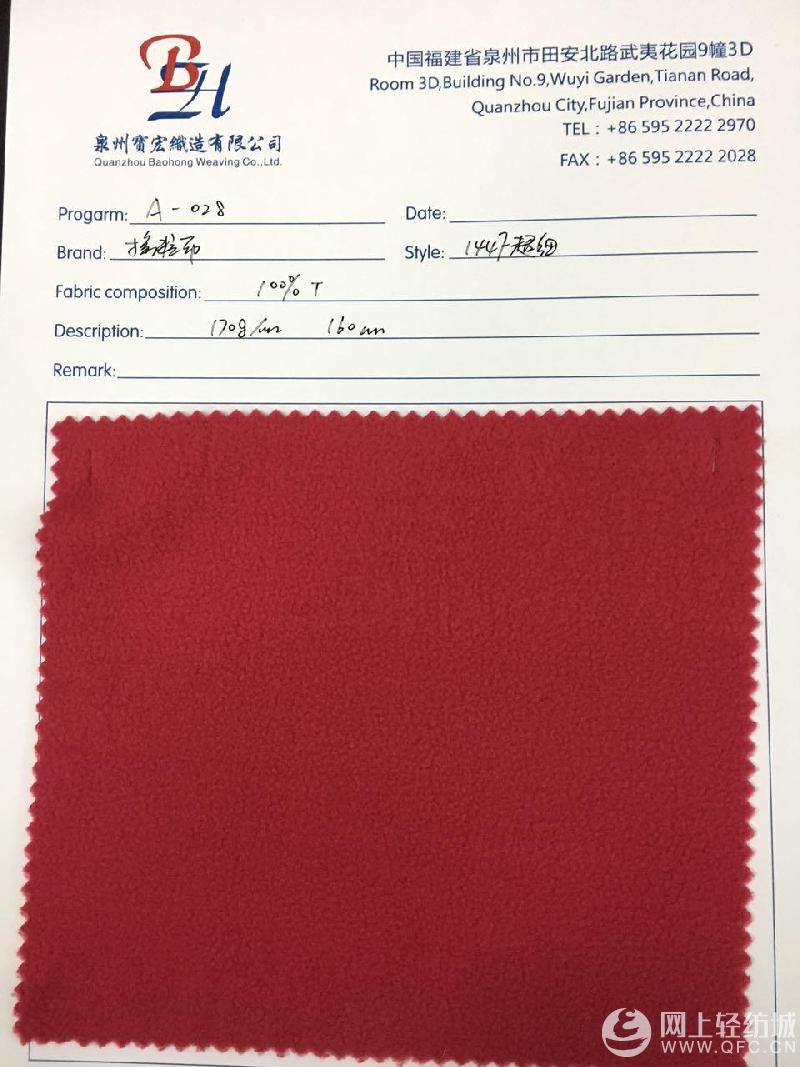 BH
泉州寳宏織造有限公司
Quanzhou Baohong Weaving Co.,Ltd.
中国福建省泉州市田安北路武夷花园9幢3D
Room 3D,Building No.9,Wuyi Garden,Tianan Road,
Quanzhou City,Fujian Province,China
TEL：+86 595 2222 2970
FAX：+86 595 2222 2028
Progarm: A-028
Date:
Brand: 摇粒
Style: 144F超细
Fabric composition: 100% T
Description: 170g/m 160cm
Remark:
网上轻纺城
WWW.QFC.CN